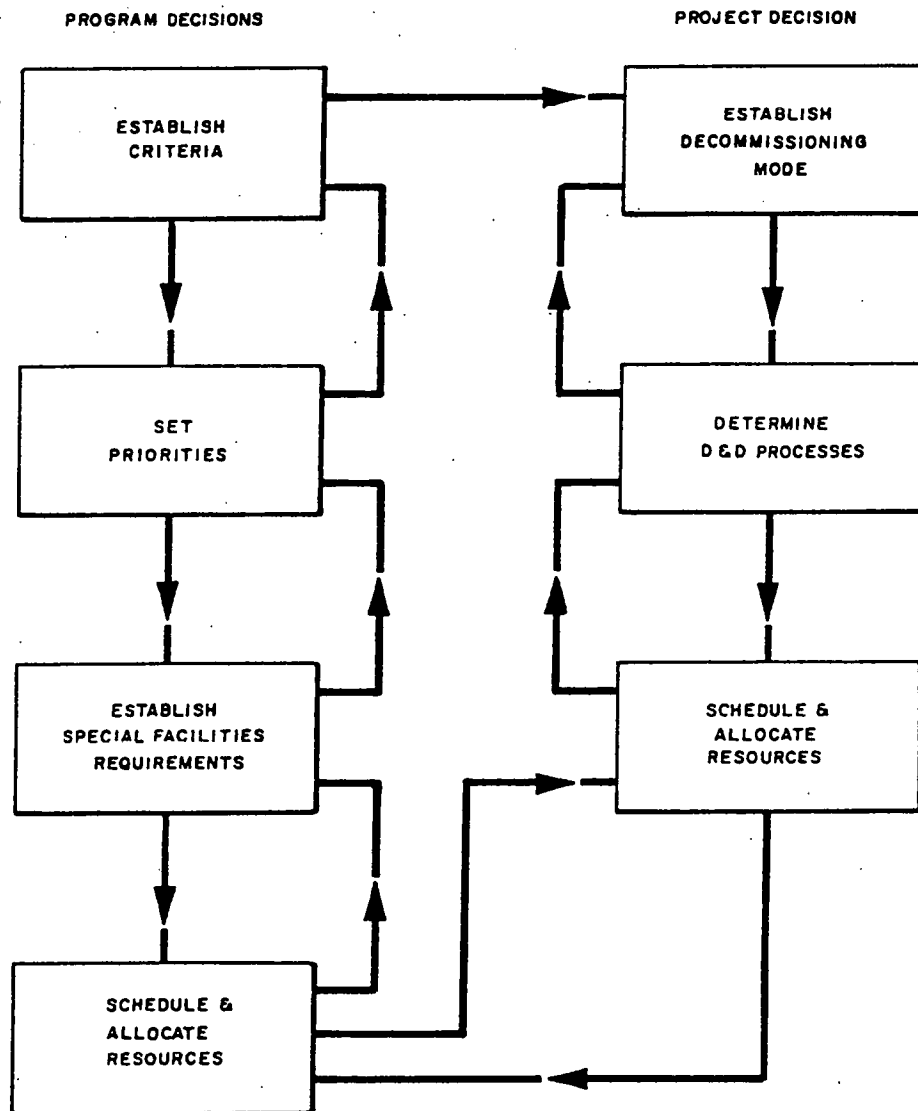 PROGRAM DECISIONS
PROJECT DECISION
ESTABLISH
CRITERIA
ESTABLISH
DECOMMISSIONING
MODE
SET
PRIORITIES
DETERMINE
D&D PROCESSES
ESTABLISH
SPECIAL FACILITIES
REQUIREMENTS
SCHEDULE &
ALLOCATE
RESOURCES
SCHEDULE &
ALLOCATE
RESOURCES